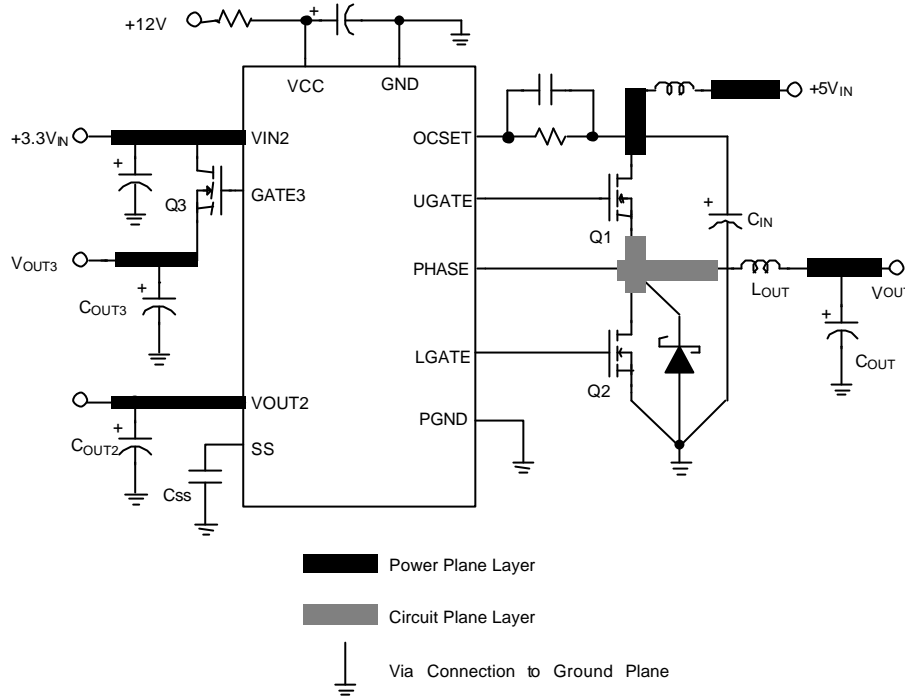 +12V
+
VCC
GND
+5VIN
+3.3VIN
VIN2
OCSET
+
Q3
GATE3
UGATE
Q1
+
CIN
VOUT3
PHASE
LOUT
VOUT
+
COUT3
+
COUT
LGATE
Q2
VOUT2
PGND
+
COUT2
SS
Css
Power Plane Layer
Circuit Plane Layer
Via Connection to Ground Plane